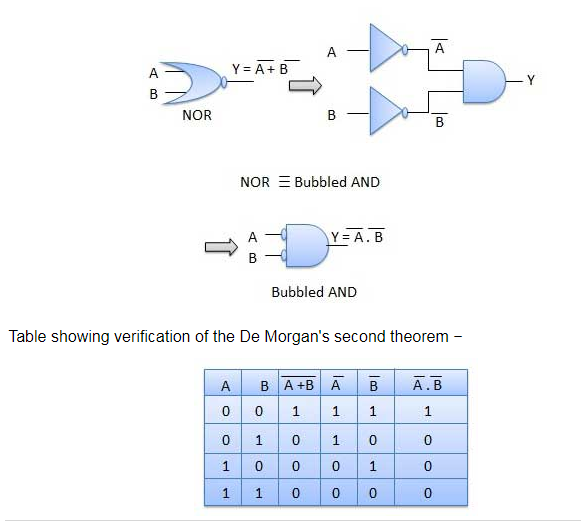 A
B
NOR
Y = A̅ + B̅
A
B
A̅
B̅
Y
NOR ≡ Bubbled AND
A
B
Y = A̅ . B̅
Bubbled AND
Table showing verification of the De Morgan's second theorem −
A B A̅ ̅+̅B̅ A̅ B̅ A̅ . B̅
0 0 1 1 1 1
0 1 0 1 0 0
1 0 0 0 1 0
1 1 0 0 0 0